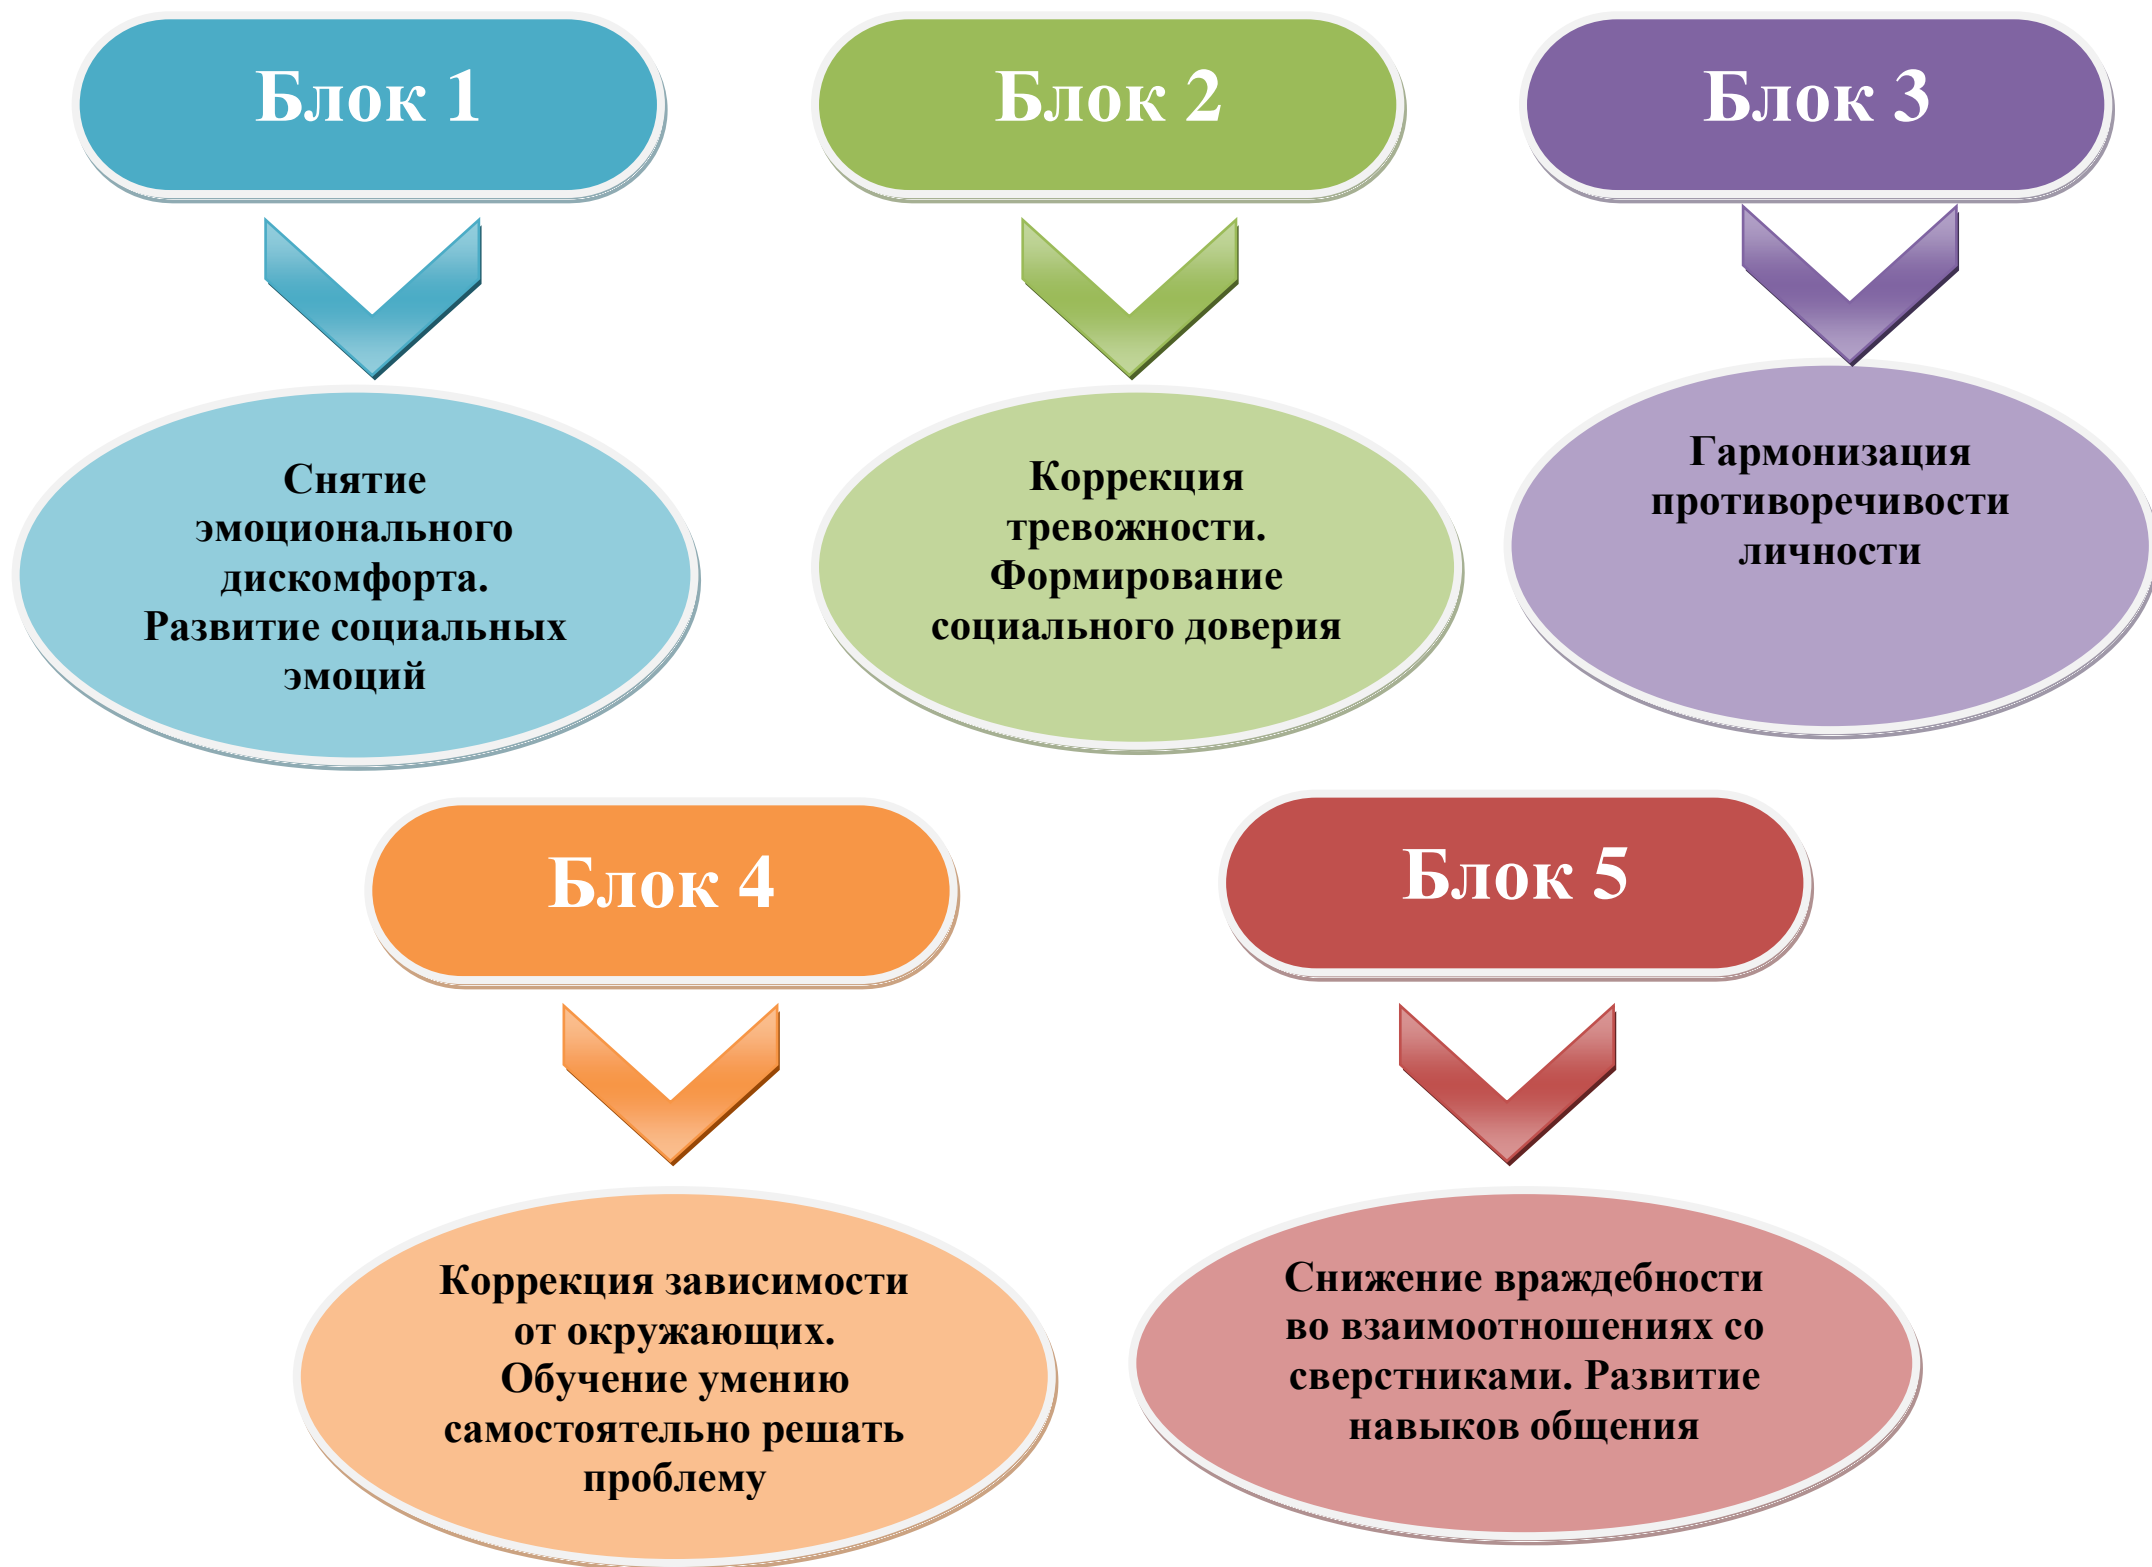 Блок 1
Блок 2
Блок 3
Снятие
эмоционального
дискомфорта.
Развитие социальных
эмоций
Коррекция
тревожности.
Формирование
социального доверия
Гармонизация
противоречивости
личности
Блок 4
Блок 5
Коррекция зависимости
от окружающих.
Обучение умению
самостоятельно решать
проблему
Снижение враждебности
во взаимоотношениях со
сверстниками. Развитие
навыков общения